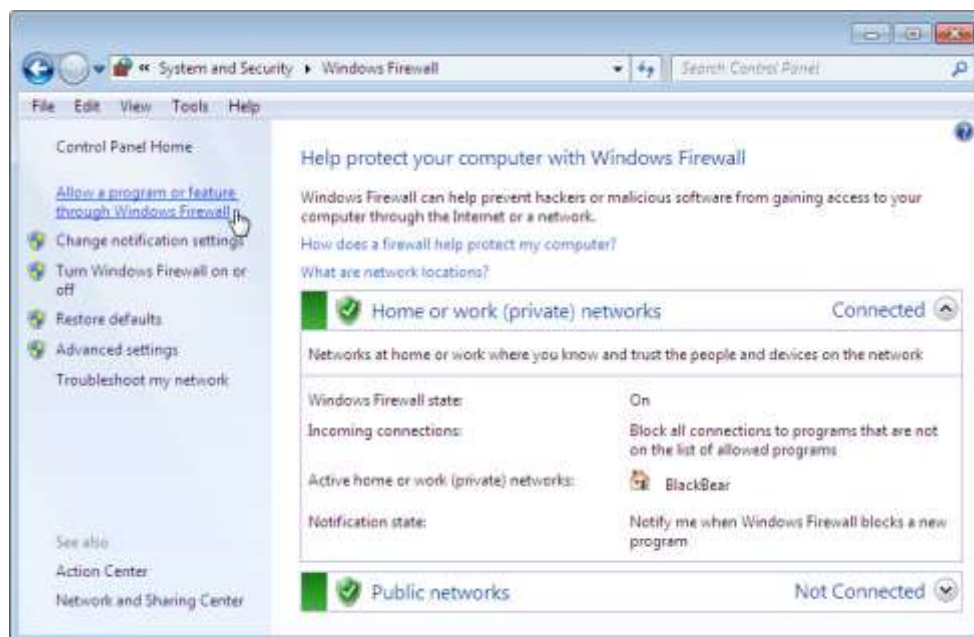 « System and Security ▸ Windows Firewall
Search Control Panel
File Edit View Tools Help
Control Panel Home
Allow a program or feature
through Windows Firewall
Change notification settings
Turn Windows Firewall on or
off
Restore defaults
Advanced settings
Troubleshoot my network
See also
Action Center
Network and Sharing Center
Help protect your computer with Windows Firewall
Windows Firewall can help prevent hackers or malicious software from gaining access to your
computer through the Internet or a network.
How does a firewall help protect my computer?
What are network locations?
Home or work (private) networks Connected
Networks at home or work where you know and trust the people and devices on the network
Windows Firewall state: On
Incoming connections: Block all connections to programs that are not
on the list of allowed programs
Active home or work (private) networks: BlackBear
Notification state: Notify me when Windows Firewall blocks a new
program
Public networks Not Connected